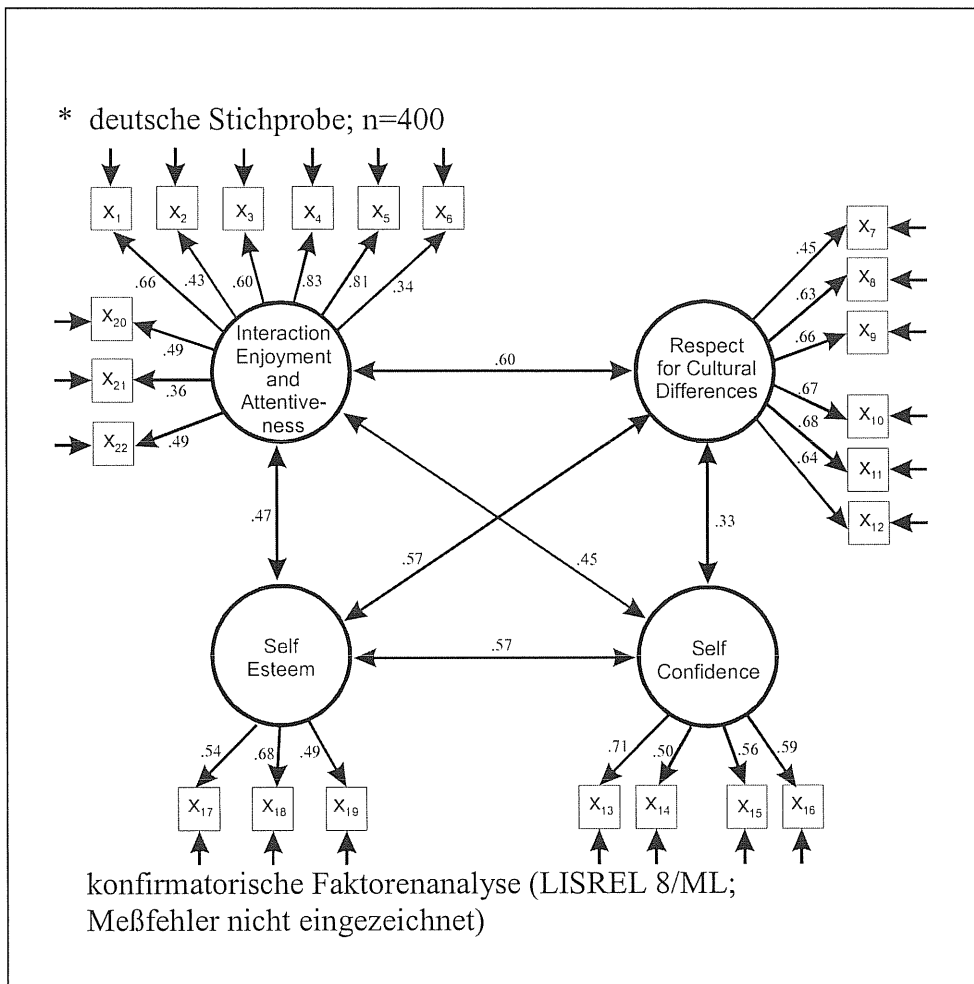 * deutsche Stichprobe; n=400
X1 X2 X3 X4 X5 X6
.66 .43 .60 .83 .81 .34
X20
.49
X21
.36
X22
.49
Interaction
Enjoyment
and
Attentive-
ness
.60
Respect
for Cultural
Differences
X7
.45
X8
.63
X9
.66
X10
.67
X11
.68
X12
.64
.47
.57
.45
.33
Self
Esteem
.57
Self
Confidence
.54 .68 .49
X17 X18 X19
.71 .50 .56 .59
X13 X14 X15 X16
konfirmatorische Faktorenanalyse (LISREL 8/ML;
Meßfehler nicht eingezeichnet)